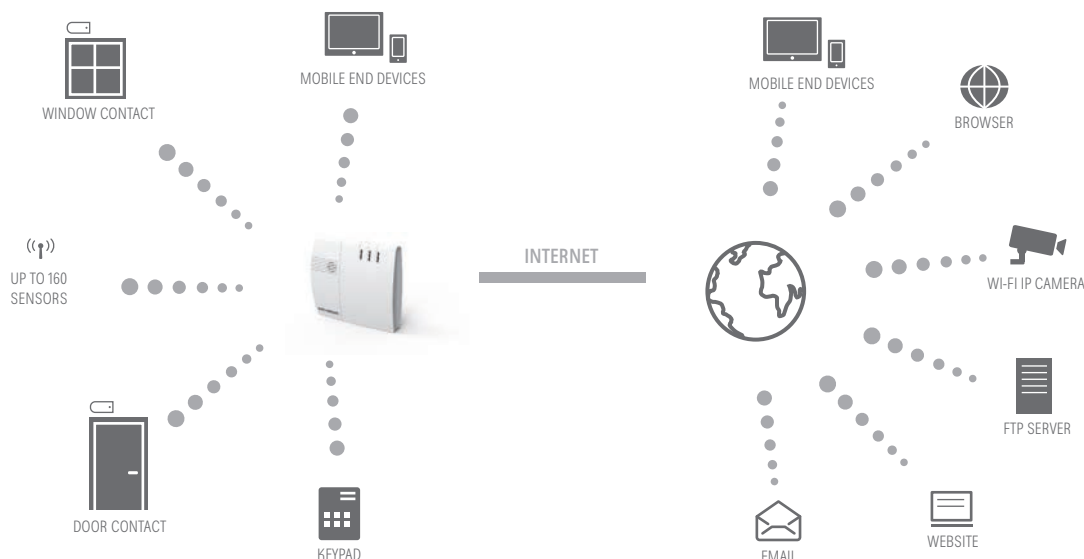 MOBILE END DEVICES
WINDOW CONTACT
UP TO 160
SENSORS
DOOR CONTACT
KEYPAD
INTERNET
MOBILE END DEVICES
BROWSER
WI-FI IP CAMERA
FTP SERVER
WEBSITE
EMAIL